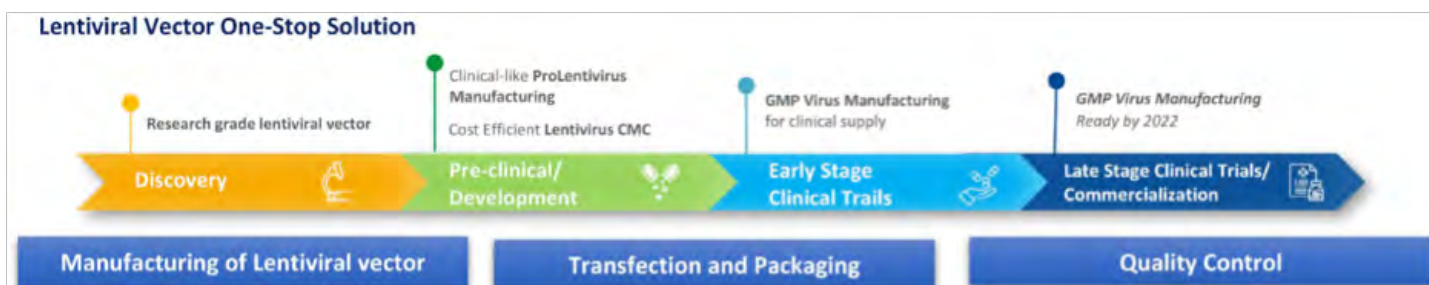 Lentiviral Vector One-Stop Solution
Research grade lentiviral vector
Clinical-like ProLentivirus
Manufacturing
Cost Efficient Lentivirus CMC
GMP Virus Manufacturing
for clinical supply
GMP Virus Manufacturing
Ready by 2022
Discovery
Pre-clinical/
Development
Early Stage
Clinical Trails
Late Stage Clinical Trials/
Commercialization
Manufacturing of Lentiviral vector
Transfection and Packaging
Quality Control